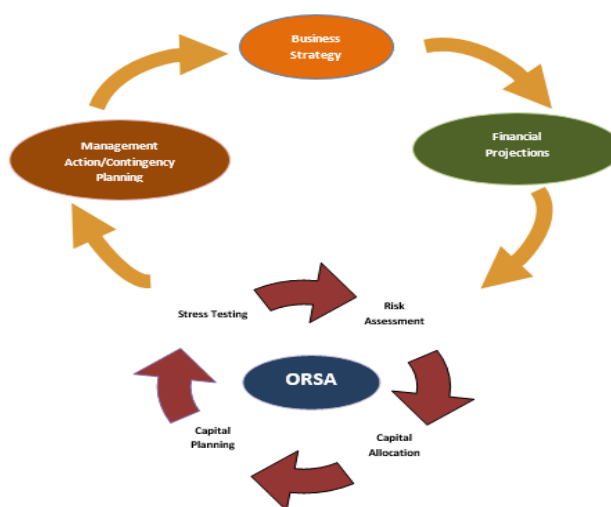 Business
Strategy
Management
Action/Contingency
Planning
Financial
Projections
Stress Testing
Risk
Assessment
ORSA
Capital
Planning
Capital
Allocation